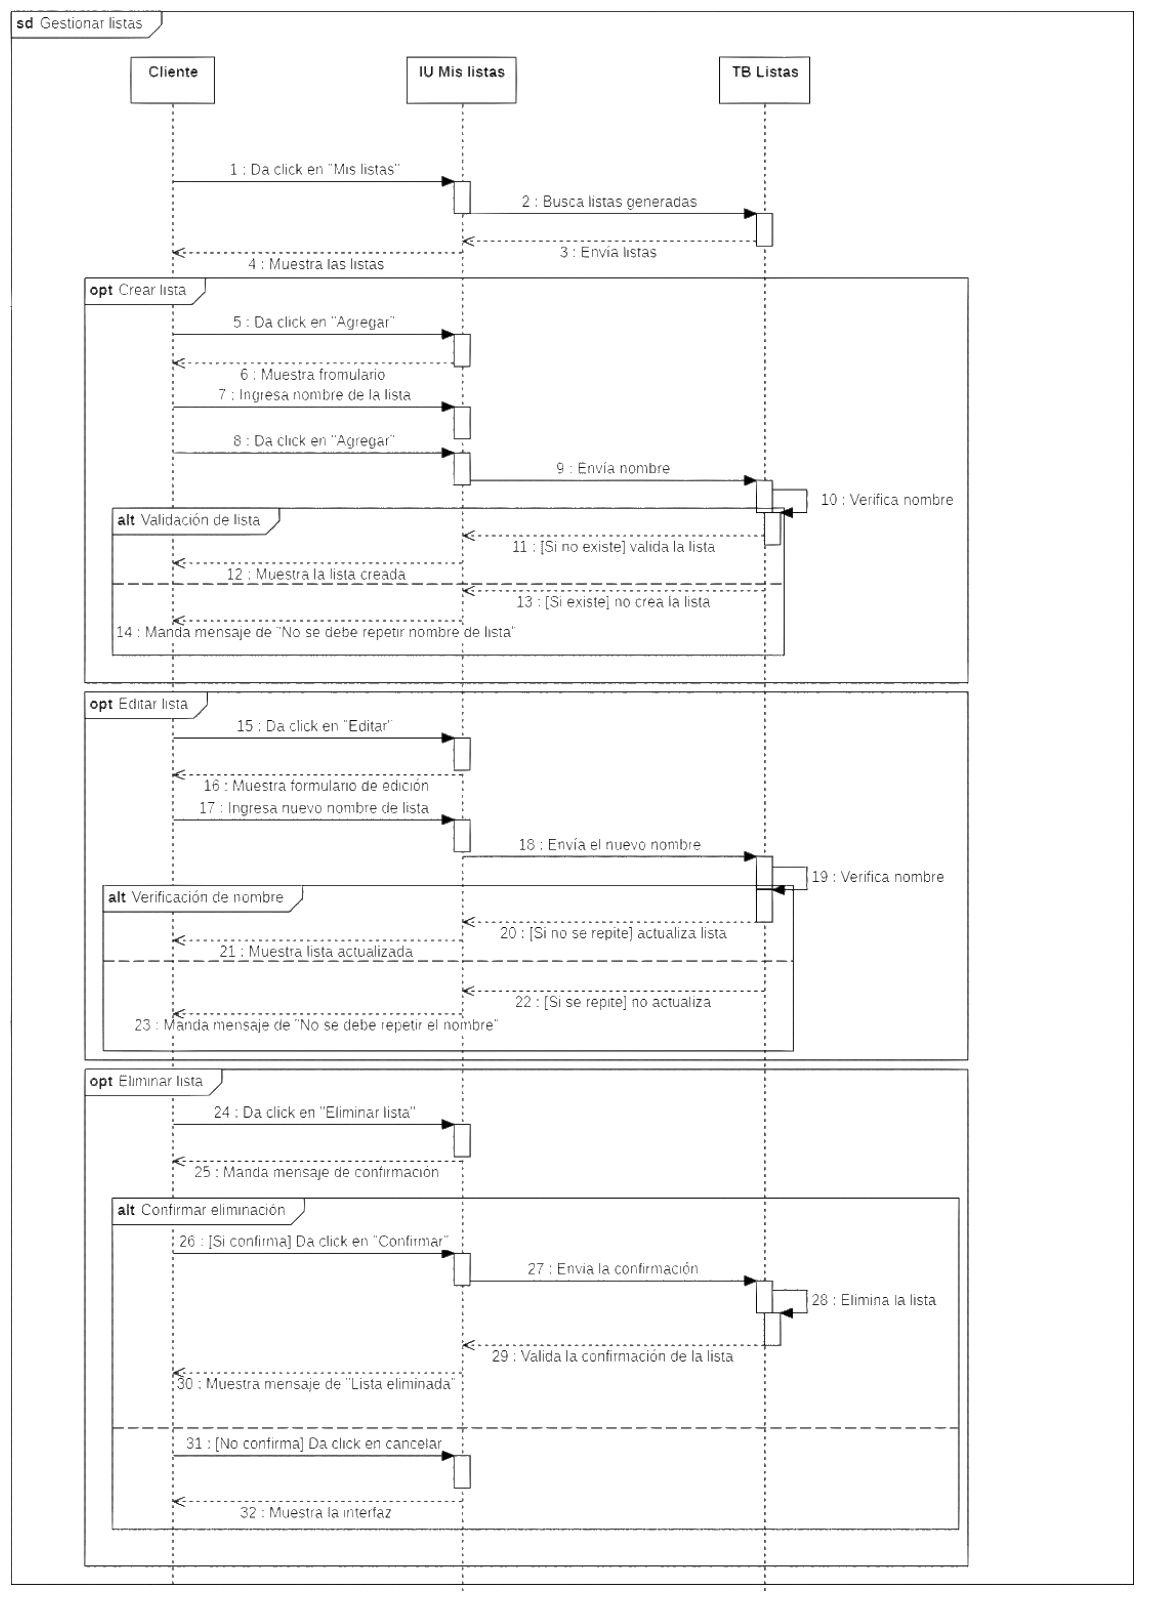 sd Gestionar listas
Cliente
IU Mis listas
TB Listas
1 : Da click en "Mis listas"
2 : Busca listas generadas
3 : Envía listas
4 : Muestra las listas
opt Crear lista
5 : Da click en "Agregar"
6 : Muestra fromulario
7 : Ingresa nombre de la lista
8 : Da click en "Agregar"
9 : Envía nombre
10 : Verifica nombre
alt Validación de lista
11 : [Si no existe] valida la lista
12 : Muestra la lista creada
13 : [Si existe] no crea la lista
14 : Manda mensaje de "No se debe repetir nombre de lista"
opt Editar lista
15 : Da click en "Editar"
16 : Muestra formulario de edición
17 : Ingresa nuevo nombre de lista
18 : Envía el nuevo nombre
19 : Verifica nombre
alt Verificación de nombre
20 : [Si no se repite] actualiza lista
21 : Muestra lista actualizada
22 : [Si se repite] no actualiza
23 : Manda mensaje de "No se debe repetir el nombre"
opt Eliminar lista
24 : Da click en "Eliminar lista"
25 : Manda mensaje de confirmación
alt Confirmar eliminación
26 : [Si confirma] Da click en "Confirmar"
27 : Envia la confirmación
28 : Elimina la lista
29 : Valida la confirmación de la lista
30 : Muestra mensaje de "Lista eliminada"
31 : [No confirma] Da click en cancelar
32 : Muestra la interfaz